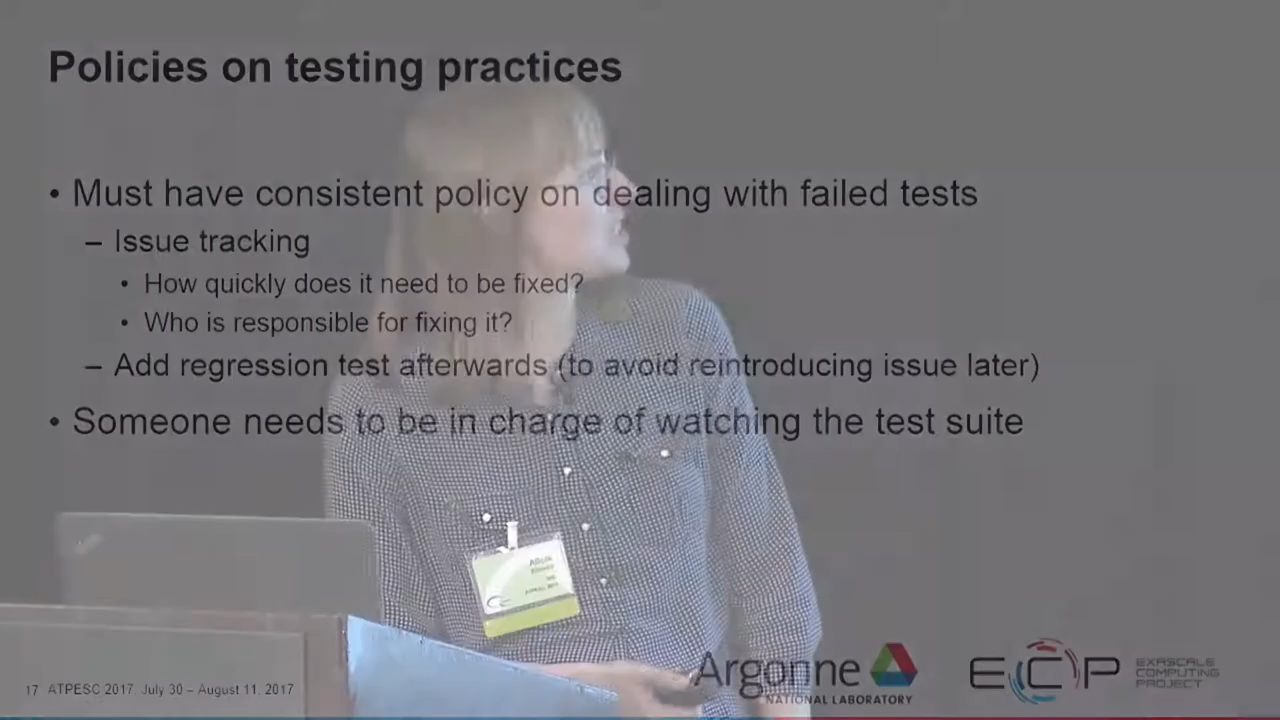 Policies on testing practices
• Must have consistent policy on dealing with failed tests
– Issue tracking
• How quickly does it need to be fixed?
• Who is responsible for fixing it?
– Add regression test afterwards (to avoid reintroducing issue later)
• Someone needs to be in charge of watching the test suite
17 ATPESC 2017, July 30 – August 11, 2017
Argonne
NATIONAL LABORATORY
ECP
EXASCALE
COMPUTING
PROJECT